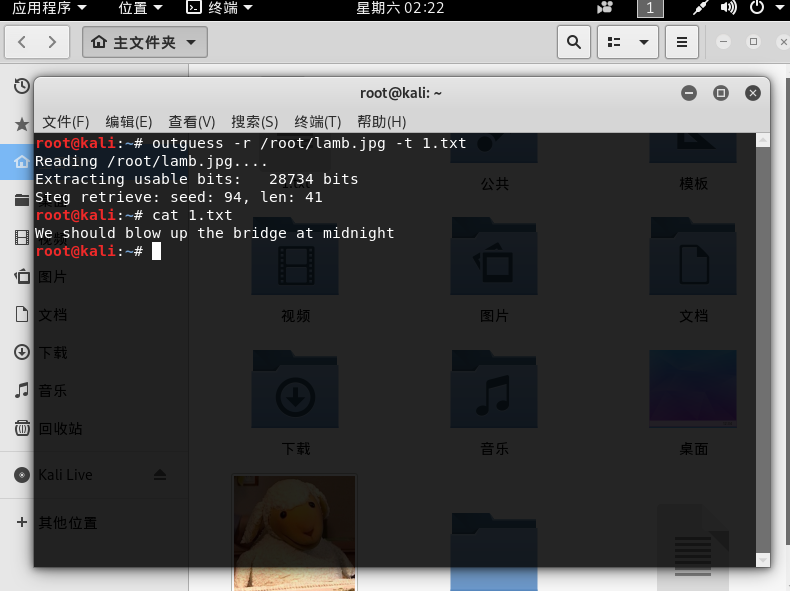 应用程序 位置 终端 星期六 02:22 1
主文件夹
root@kali: ~
文件(F) 编辑(E) 查看(V) 搜索(S) 终端(T) 帮助(H)
root@kali:~# outguess -r /root/lamb.jpg -t 1.txt
Reading /root/lamb.jpg....
Extracting usable bits:   28734 bits
Steg retrieve: seed: 94, len: 41
root@kali:~# cat 1.txt
We should blow up the bridge at midnight
root@kali:~#
公共
模板
视频
图片
文档
下载
音乐
桌面
视频
图片
文档
下载
音乐
回收站
Kali Live
其他位置